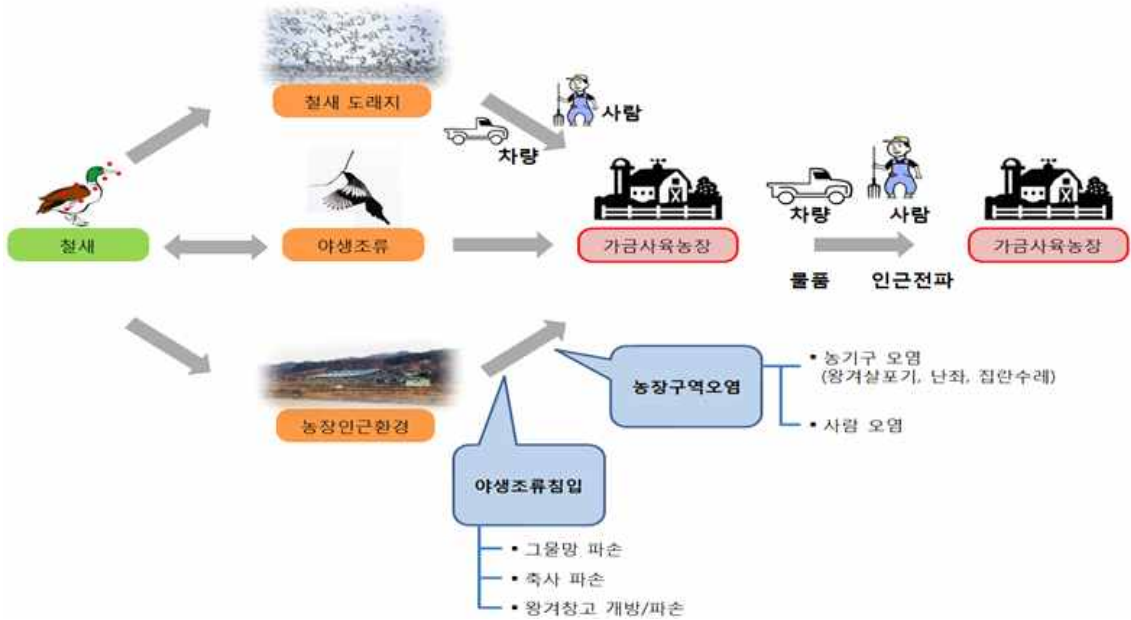 철새 도래지
사람
차량
차량
사람
철새
야생조류
가금사육농장
가금사육농장
물품
인근전파
농장인근환경
농장구역오염
▪ 농기구 오염
(왕겨살포기, 난좌, 집란수레)
▪ 사람 오염
야생조류침입
▪ 그물망 파손
▪ 축사 파손
▪ 왕겨창고 개방/파손